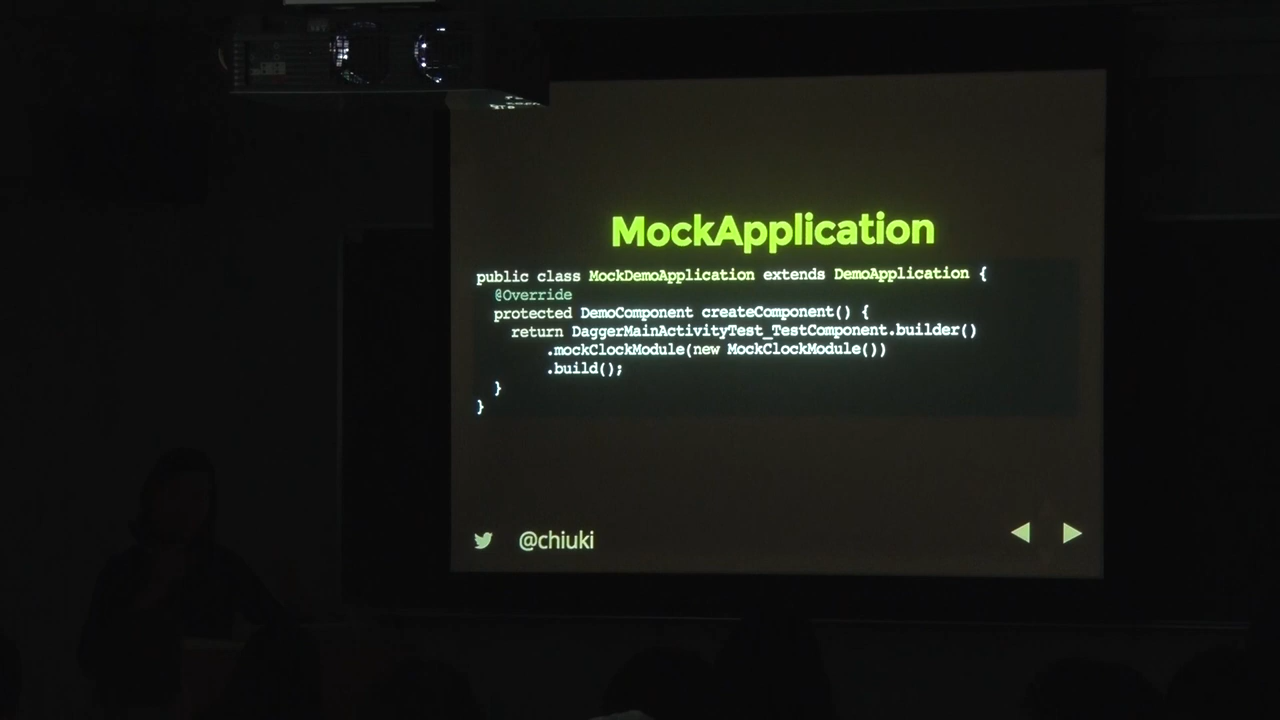 MockApplication
public class MockDemoApplication extends DemoApplication {
@Override
protected DemoComponent createComponent() {
return DaggerMainActivityTest_TestComponent.builder()
.mockClockModule(new MockClockModule())
.build();
}
}
@chiuki